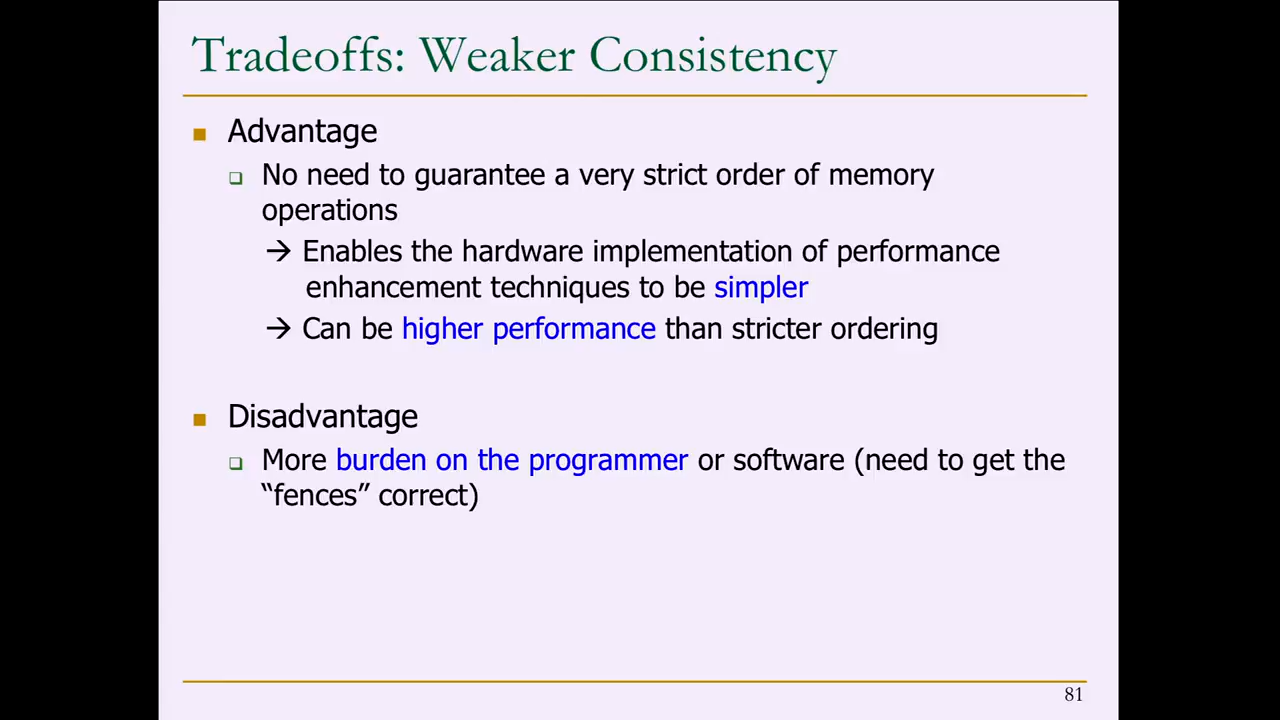 Tradeoffs: Weaker Consistency
Advantage
No need to guarantee a very strict order of memory
operations
→ Enables the hardware implementation of performance
enhancement techniques to be simpler
→ Can be higher performance than stricter ordering
Disadvantage
More burden on the programmer or software (need to get the
“fences” correct)
81